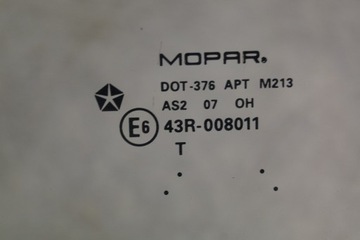 MOPAR®
DOT-376 APT M213
AS2 07 OH
E6 43R-008011
T